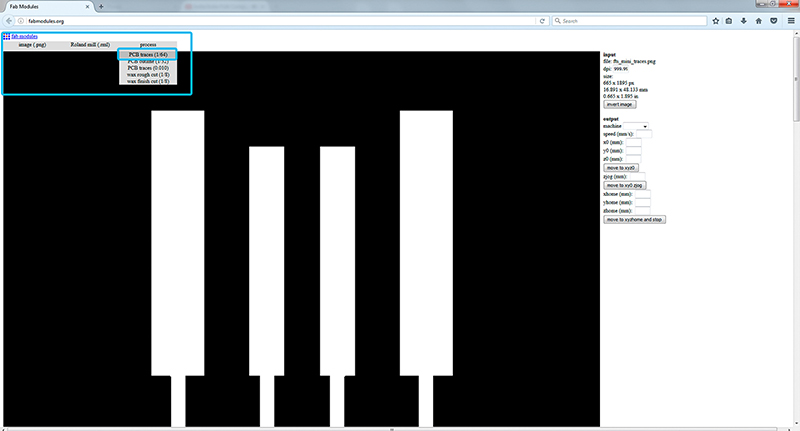 Fab Modules
fabmodules.org
Search
fab modules
image (.png) Roland mill (.rml) process
PCB traces (1/64)
PCB outline (1/32)
PCB traces (0.010)
wax rough cut (1/8)
wax finish cut (1/8)
input
file: fts_mini_traces.png
dpi: 999.99
size:
665 x 1895 px
16.891 x 48.133 mm
0.665 x 1.895 in
invert image
output
machine
speed (mm/s):
x0 (mm):
y0 (mm):
z0 (mm):
move to xyz0
zjog (mm):
move to xy0 zjog
xhome (mm):
yhome (mm):
zhome (mm):
move to xyzhome and stop